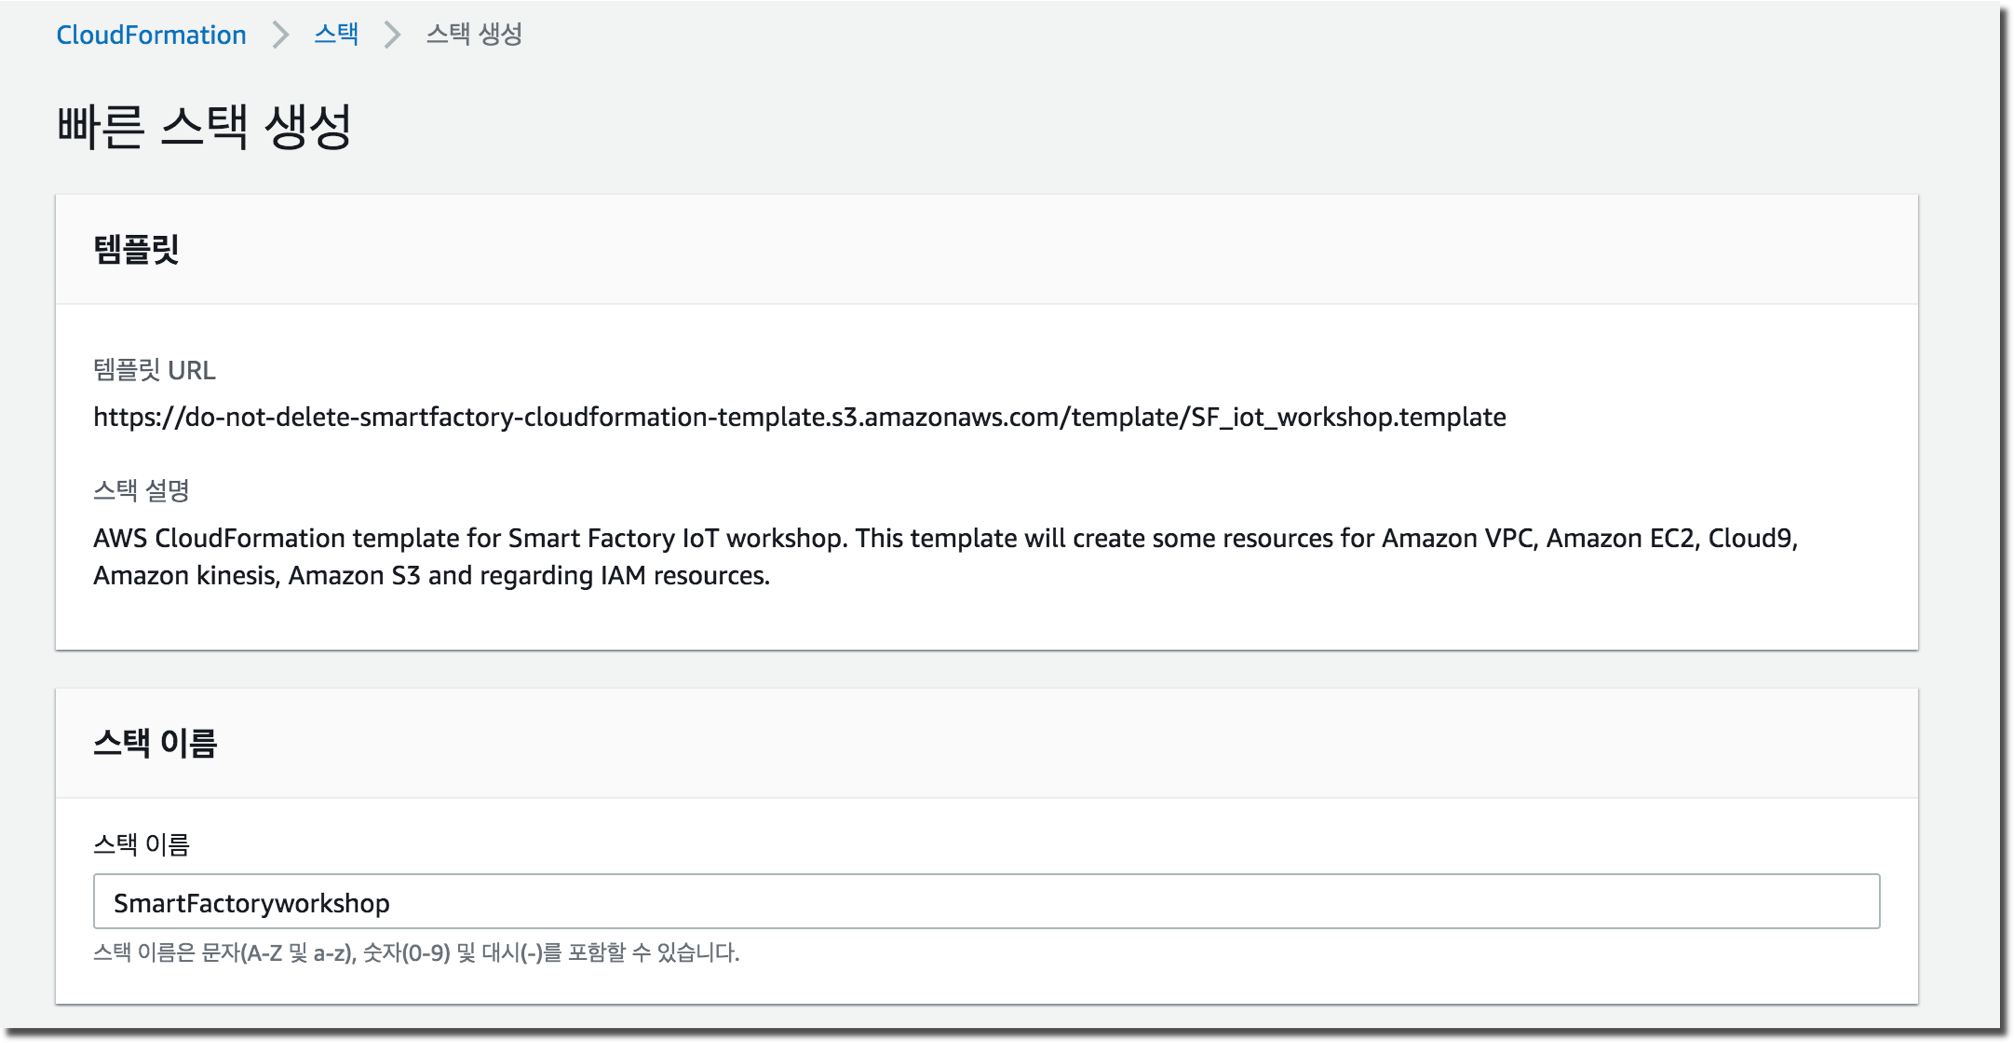 CloudFormation > 스택 > 스택 생성
빠른 스택 생성
템플릿
템플릿 URL
https://do-not-delete-smartfactory-cloudformation-template.s3.amazonaws.com/template/SF_iot_workshop.template
스택 설명
AWS CloudFormation template for Smart Factory IoT workshop. This template will create some resources for Amazon VPC, Amazon EC2, Cloud9,
Amazon kinesis, Amazon S3 and regarding IAM resources.
스택 이름
스택 이름
SmartFactoryworkshop
스택 이름은 문자(A-Z 및 a-z), 숫자(0-9) 및 대시(-)를 포함할 수 있습니다.